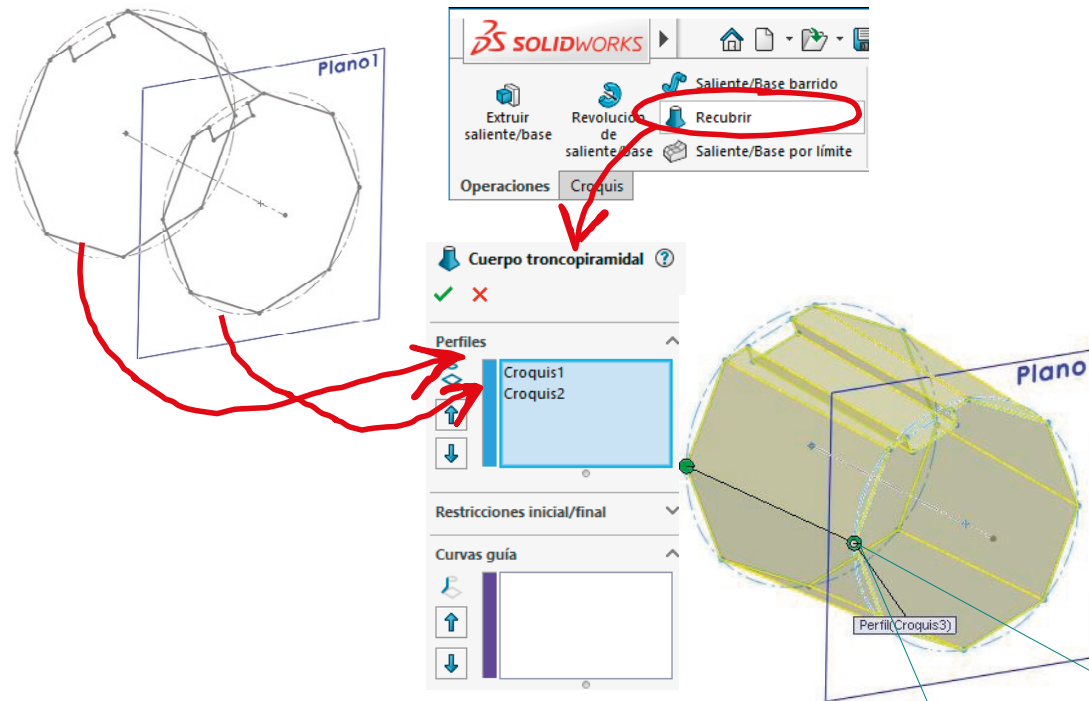 Plano1
SOLIDWORKS
Extruir
saliente/base
Revolución
de
saliente/base
Saliente/Base barrido
Recubrir
Saliente/Base por límite
Operaciones
Croquis
Cuerpo troncopiramidal
Perfiles
Croquis1
Croquis2
Restricciones inicial/final
Curvas guía
Plano
Perfil(Croquis3)